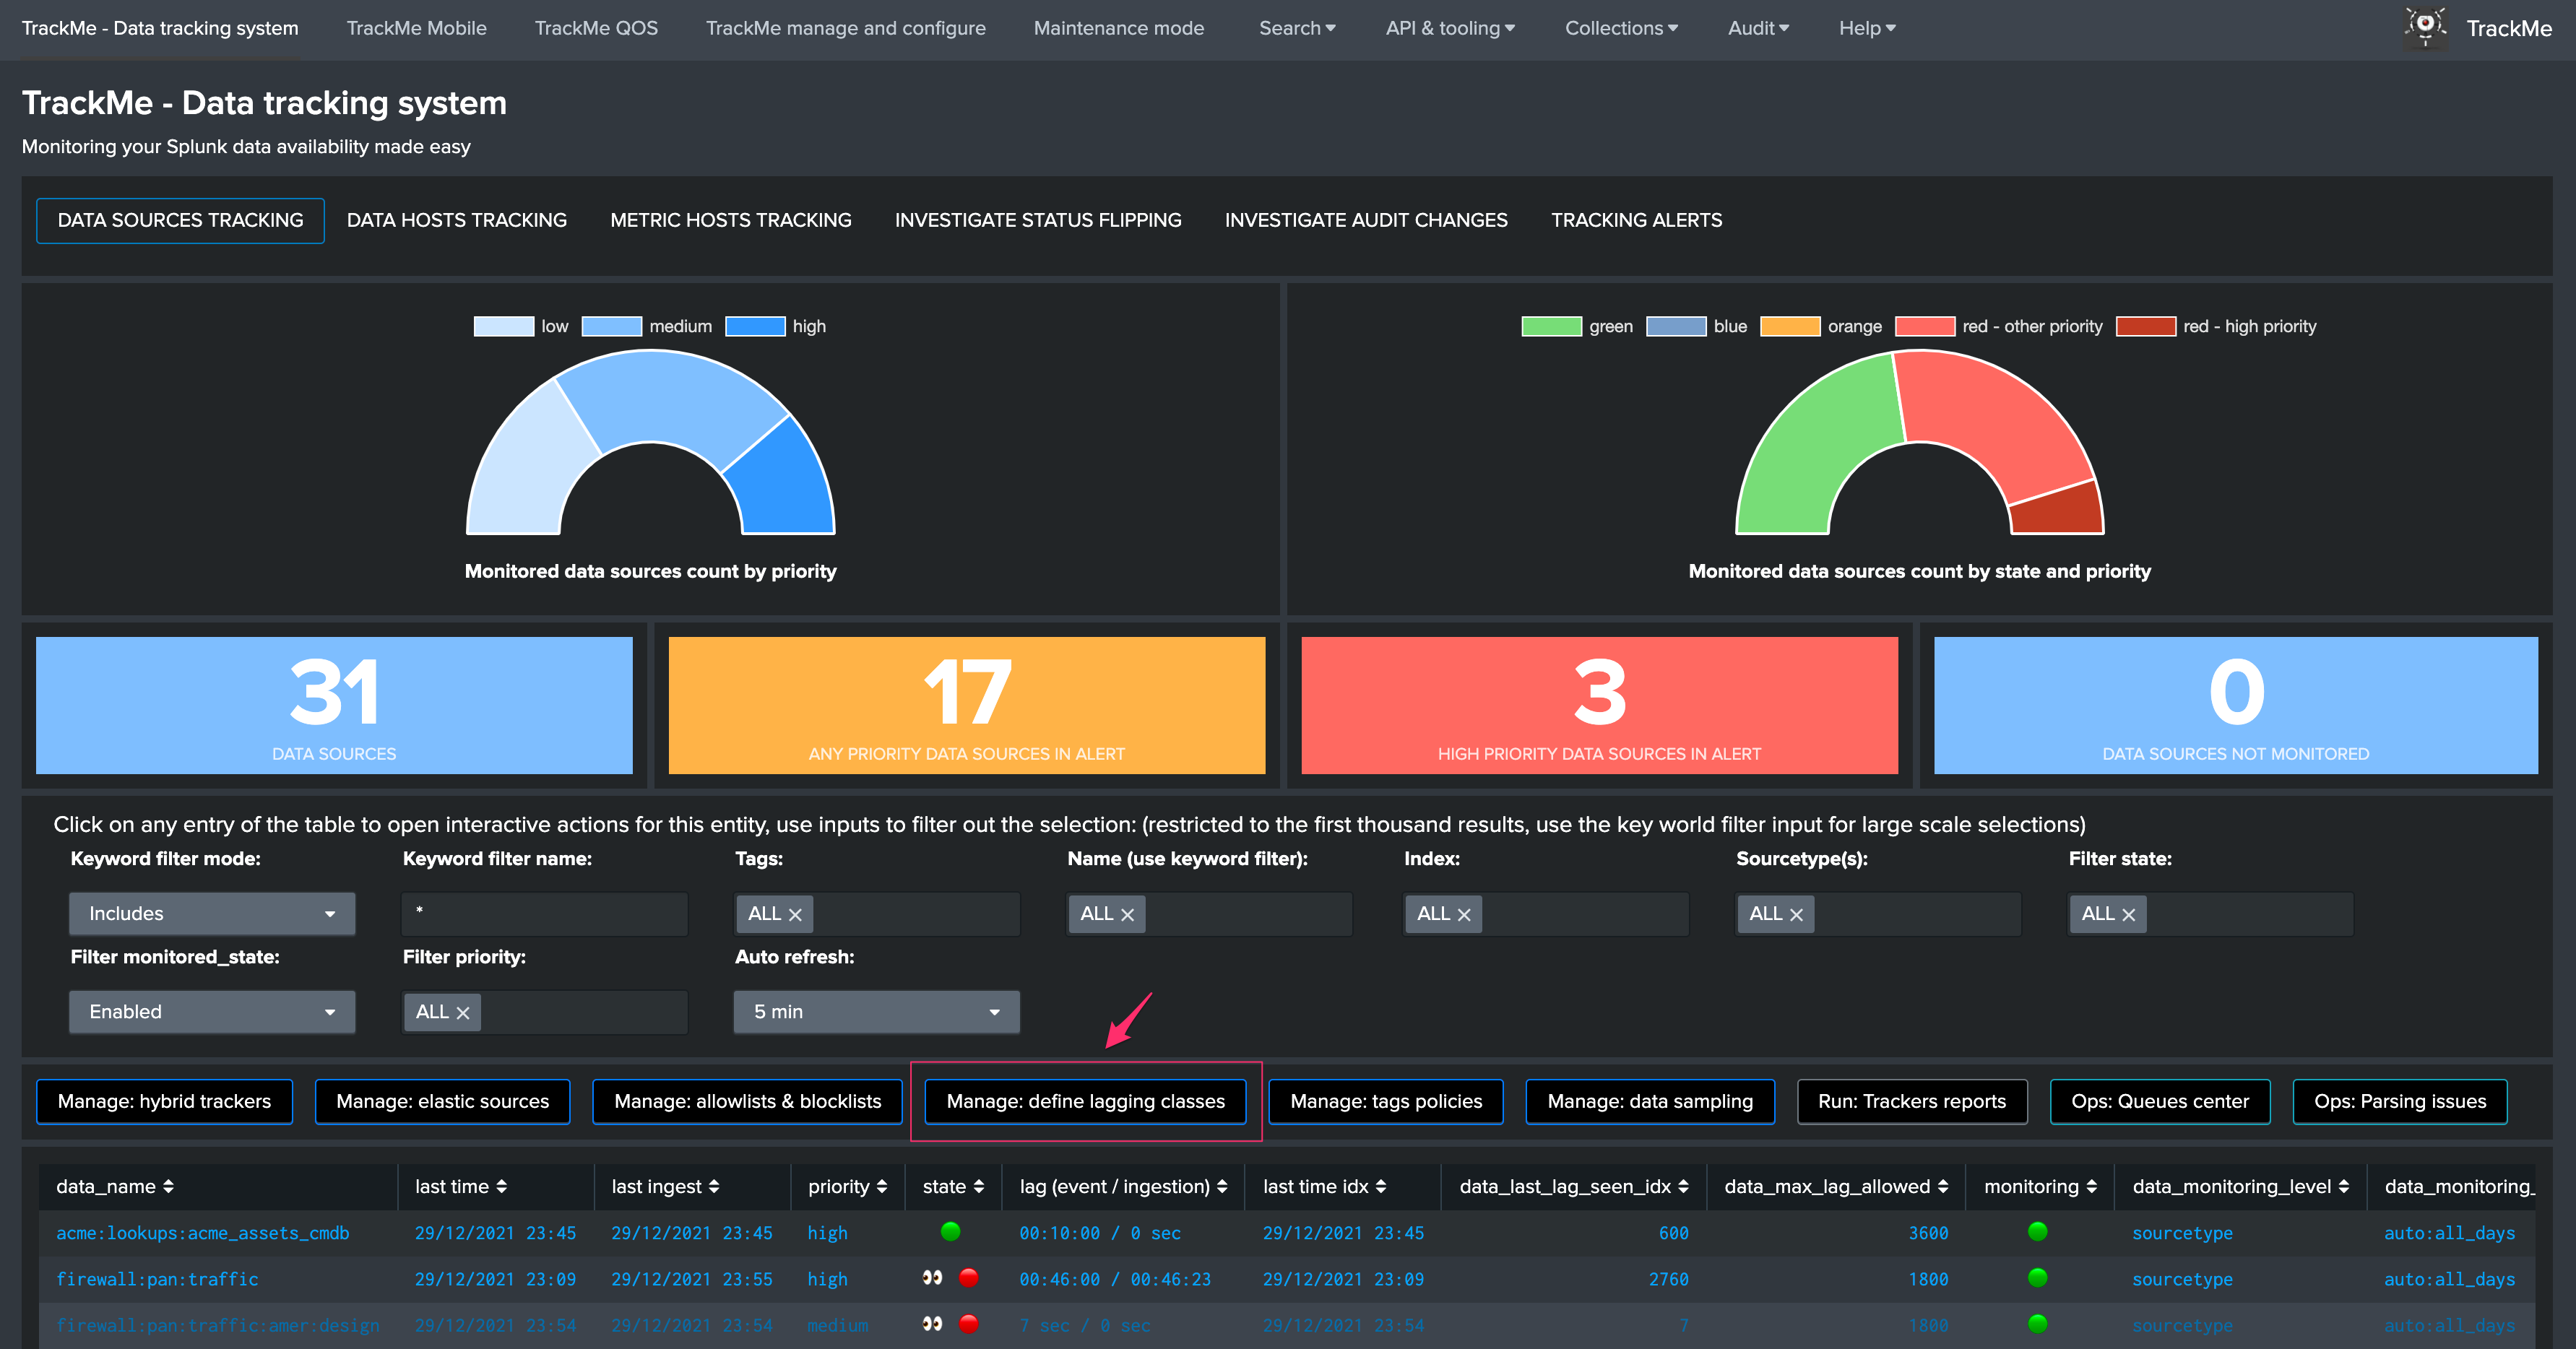 TrackMe - Data tracking system TrackMe Mobile TrackMe QOS TrackMe manage and configure Maintenance mode Search API & tooling Collections Audit Help TrackMe
TrackMe - Data tracking system
Monitoring your Splunk data availability made easy
DATA SOURCES TRACKING DATA HOSTS TRACKING METRIC HOSTS TRACKING INVESTIGATE STATUS FLIPPING INVESTIGATE AUDIT CHANGES TRACKING ALERTS
low medium high
green blue orange red - other priority red - high priority
Monitored data sources count by priority
Monitored data sources count by state and priority
31
DATA SOURCES
17
ANY PRIORITY DATA SOURCES IN ALERT
3
HIGH PRIORITY DATA SOURCES IN ALERT
0
DATA SOURCES NOT MONITORED
Click on any entry of the table to open interactive actions for this entity, use inputs to filter out the selection: (restricted to the first thousand results, use the key world filter input for large scale selections)
Keyword filter mode: Keyword filter name: Tags: Name (use keyword filter): Index: Sourcetype(s): Filter state:
Includes * ALL ALL ALL ALL ALL
Filter monitored_state: Filter priority: Auto refresh:
Enabled ALL 5 min
Manage: hybrid trackers Manage: elastic sources Manage: allowlists & blocklists Manage: define lagging classes Manage: tags policies Manage: data sampling Run: Trackers reports Ops: Queues center Ops: Parsing issues
data_name last time last ingest priority state lag (event / ingestion) last time idx data_last_lag_seen_idx data_max_lag_allowed monitoring data_monitoring_level data_monitoring_
acme:lookups:acme_assets_cmdb 29/12/2021 23:45 29/12/2021 23:45 high 00:10:00 / 0 sec 29/12/2021 23:45 600 3600 sourcetype auto:all_days
firewall:pan:traffic 29/12/2021 23:09 29/12/2021 23:55 high 00:46:00 / 00:46:23 29/12/2021 23:09 2760 1800 sourcetype auto:all_days
firewall:pan:traffic:amer:design 29/12/2021 23:54 29/12/2021 23:54 medium 7 sec / 0 sec 29/12/2021 23:54 7 1800 sourcetype auto:all_days